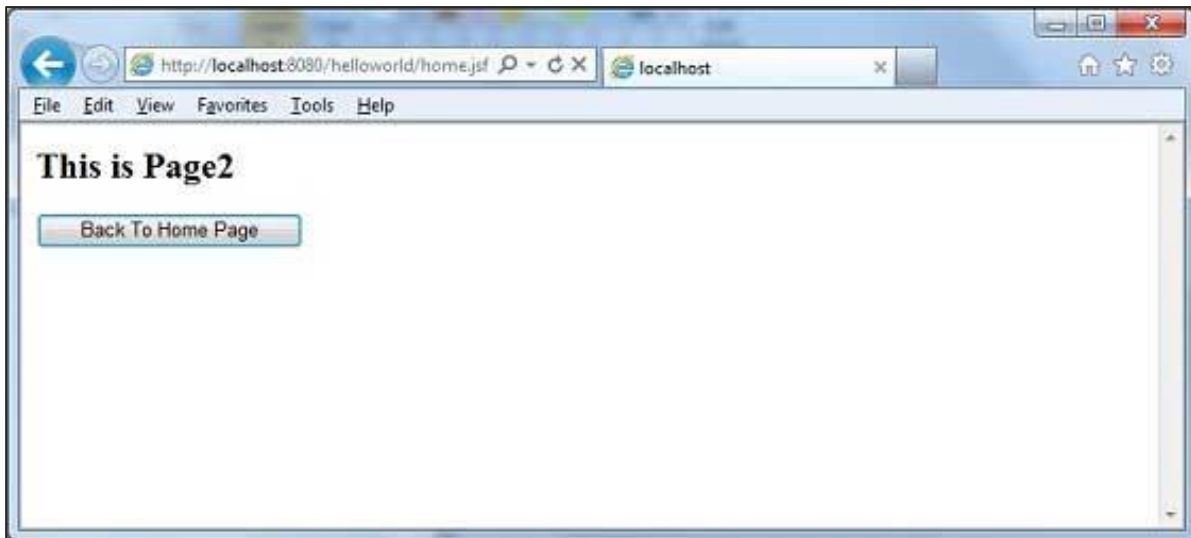 http://localhost:8080/helloworld/home.jsf
localhost
File Edit View Favorites Tools Help
This is Page2
Back To Home Page